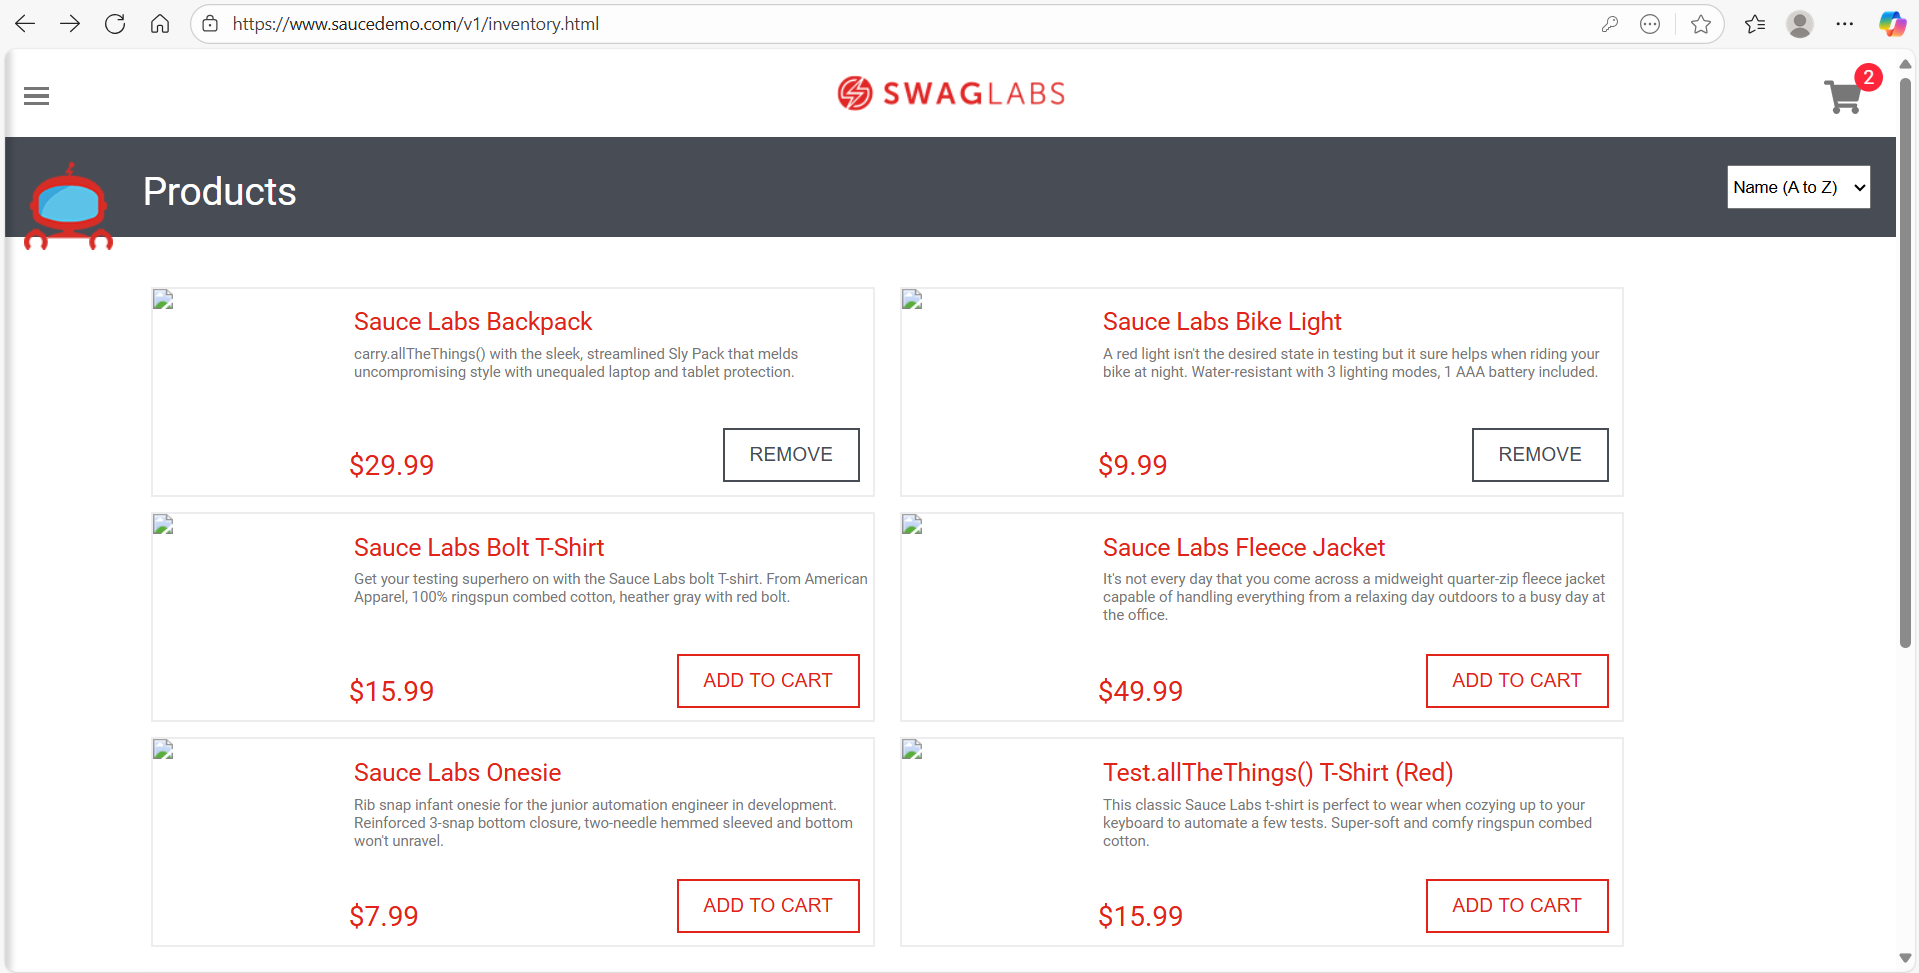 https://www.saucedemo.com/v1/inventory.html
SWAGLABS
2
Products
Name (A to Z)
Sauce Labs Backpack
carry.allTheThings() with the sleek, streamlined Sly Pack that melds
uncompromising style with unequaled laptop and tablet protection.
$29.99
REMOVE
Sauce Labs Bike Light
A red light isn't the desired state in testing but it sure helps when riding your
bike at night. Water-resistant with 3 lighting modes, 1 AAA battery included.
$9.99
REMOVE
Sauce Labs Bolt T-Shirt
Get your testing superhero on with the Sauce Labs bolt T-shirt. From American
Apparel, 100% ringspun combed cotton, heather gray with red bolt.
$15.99
ADD TO CART
Sauce Labs Fleece Jacket
It's not every day that you come across a midweight quarter-zip fleece jacket
capable of handling everything from a relaxing day outdoors to a busy day at
the office.
$49.99
ADD TO CART
Sauce Labs Onesie
Rib snap infant onesie for the junior automation engineer in development.
Reinforced 3-snap bottom closure, two-needle hemmed sleeved and bottom
won't unravel.
$7.99
ADD TO CART
Test.allTheThings() T-Shirt (Red)
This classic Sauce Labs t-shirt is perfect to wear when cozying up to your
keyboard to automate a few tests. Super-soft and comfy ringspun combed
cotton.
$15.99
ADD TO CART